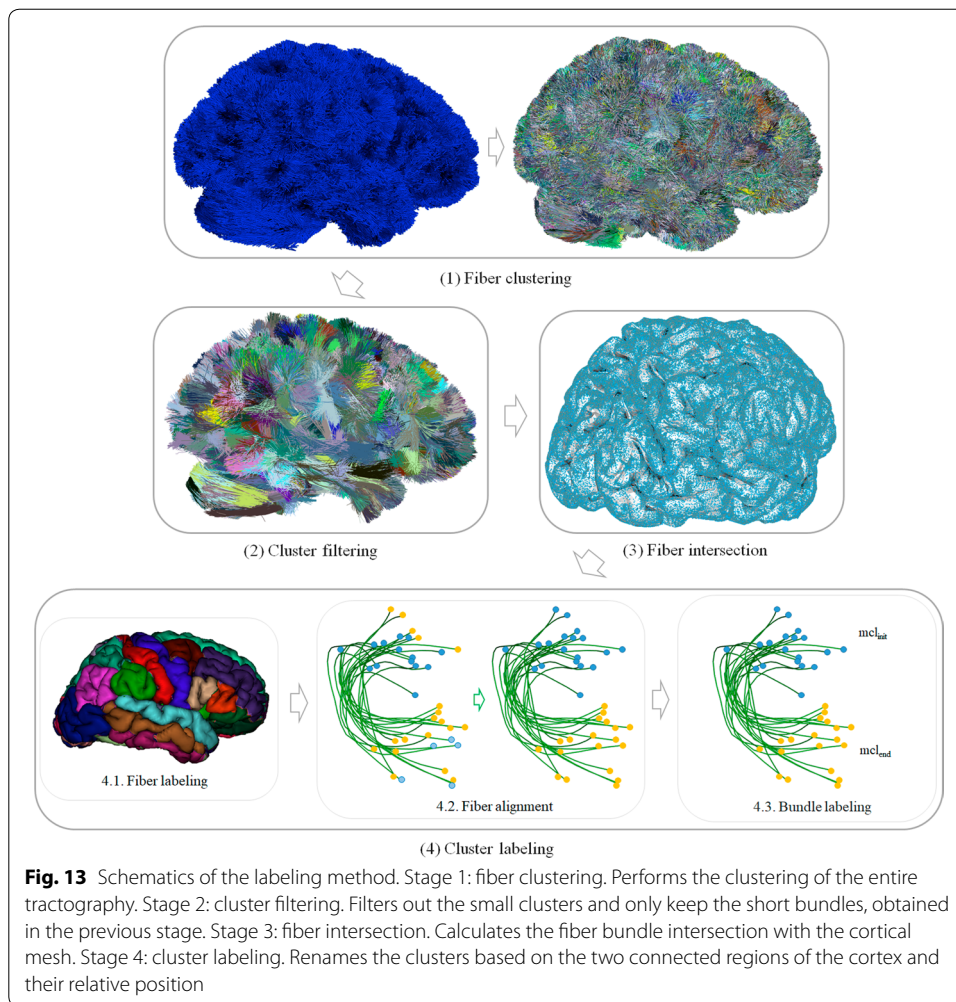 (1) Fiber clustering
(2) Cluster filtering
(3) Fiber intersection
4.1. Fiber labeling
4.2. Fiber alignment
mcl_init
mcl_end
4.3. Bundle labeling
(4) Cluster labeling
Fig. 13 Schematics of the labeling method. Stage 1: fiber clustering. Performs the clustering of the entire
tractography. Stage 2: cluster filtering. Filters out the small clusters and only keep the short bundles, obtained
in the previous stage. Stage 3: fiber intersection. Calculates the fiber bundle intersection with the cortical
mesh. Stage 4: cluster labeling. Renames the clusters based on the two connected regions of the cortex and
their relative position